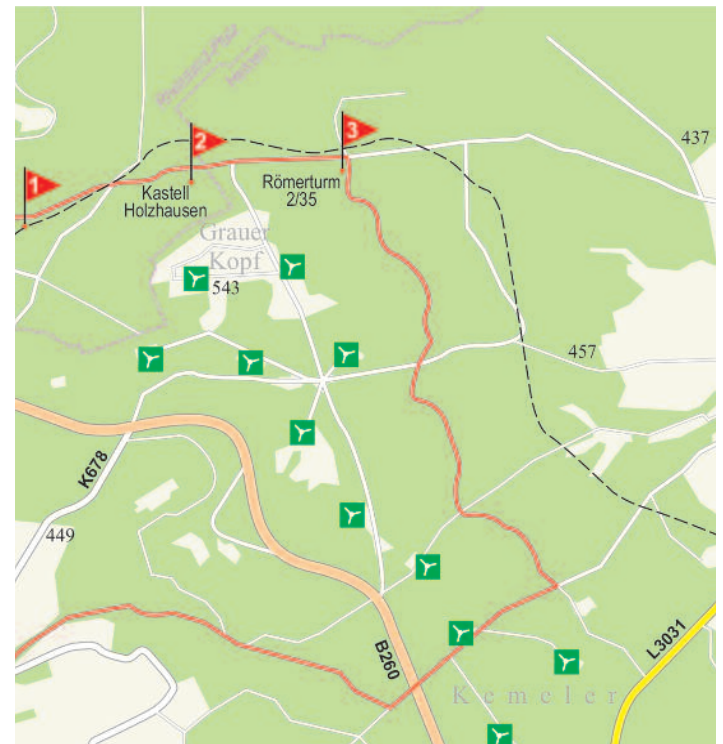 1
2
3
Kastell
Holzhausen
Römerturm
2/35
437
Grauer
Kopf
543
457
K678
449
B260
L3031
Kemeler